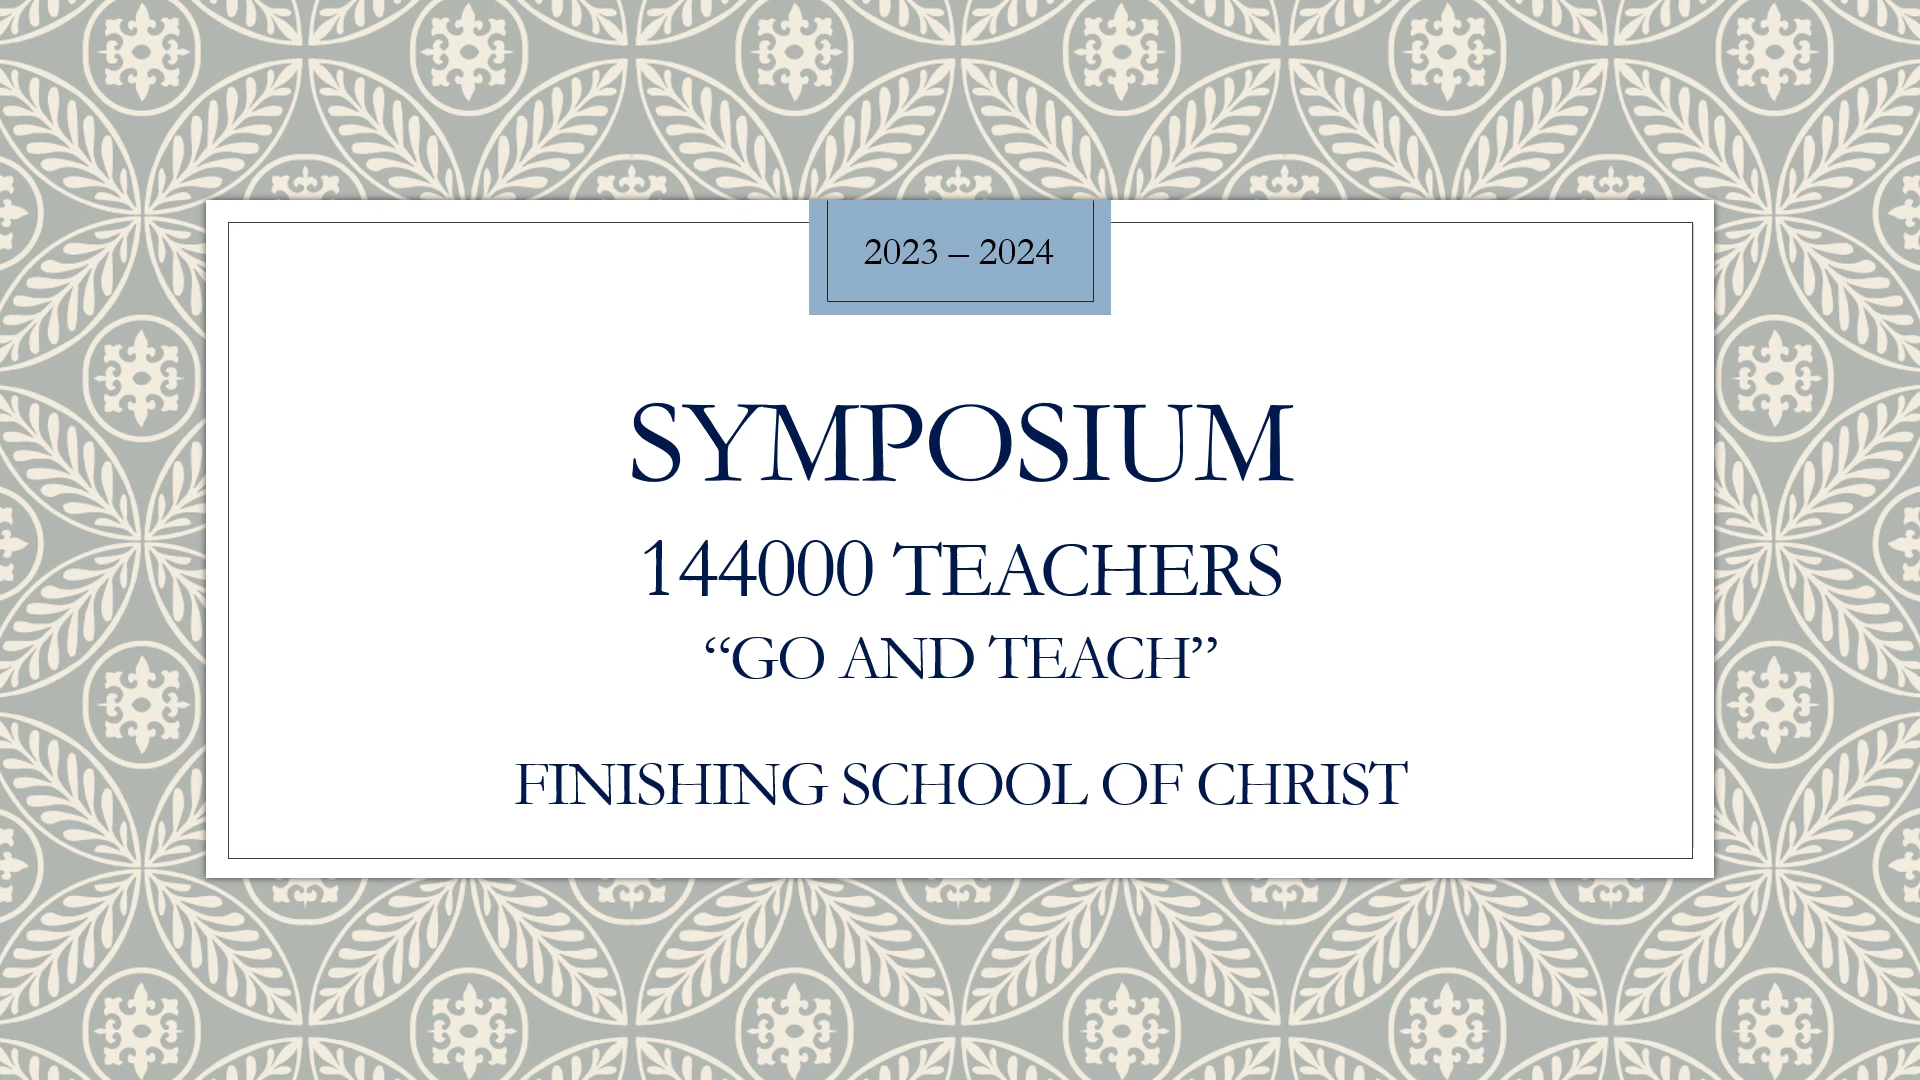 2023 – 2024
SYMPOSIUM
144000 TEACHERS
“GO AND TEACH”
FINISHING SCHOOL OF CHRIST